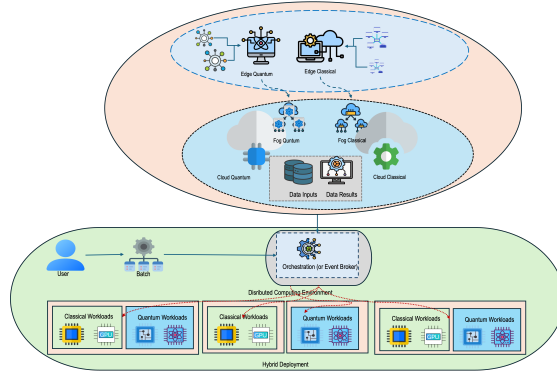 Edge Quantum
Edge Classical
Fog Quntum
Fog Classical
Cloud Quantum
Cloud Classical
Data Inputs
Data Results
User
Batch
Orchestration (or Event Broker)
Disributed Computing Environment
Classical Workloads
Quantum Workloads
Classical Workloads
Quantum Workloads
Classical Workloads
Quantum Workloads
Hybrid Deployment